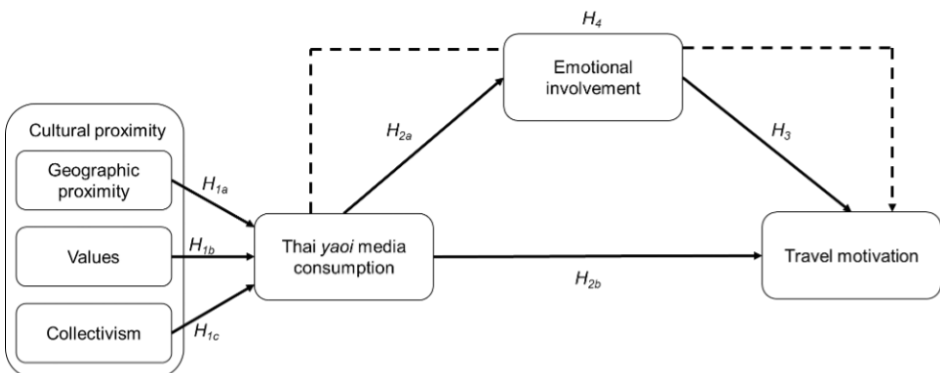 H4
Emotional
involvement
Cultural proximity
H2a
H3
Geographic
proximity
H1a
Values
H1b
Thai yaoi media
consumption
Travel motivation
H2b
Collectivism
H1c